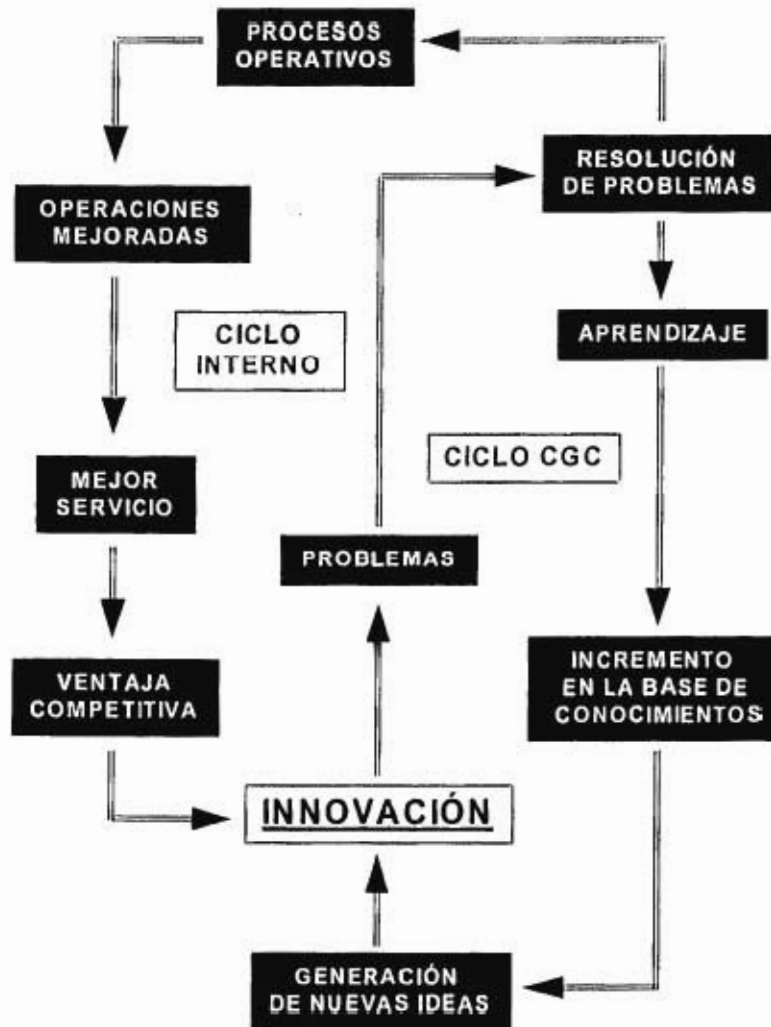 PROCESOS
OPERATIVOS
RESOLUCIÓN
DE PROBLEMAS
OPERACIONES
MEJORADAS
CICLO
INTERNO
APRENDIZAJE
CICLO CGC
MEJOR
SERVICIO
PROBLEMAS
VENTAJA
COMPETITIVA
INCREMENTO
EN LA BASE DE
CONOCIMIENTOS
INNOVACIÓN
GENERACIÓN
DE NUEVAS IDEAS